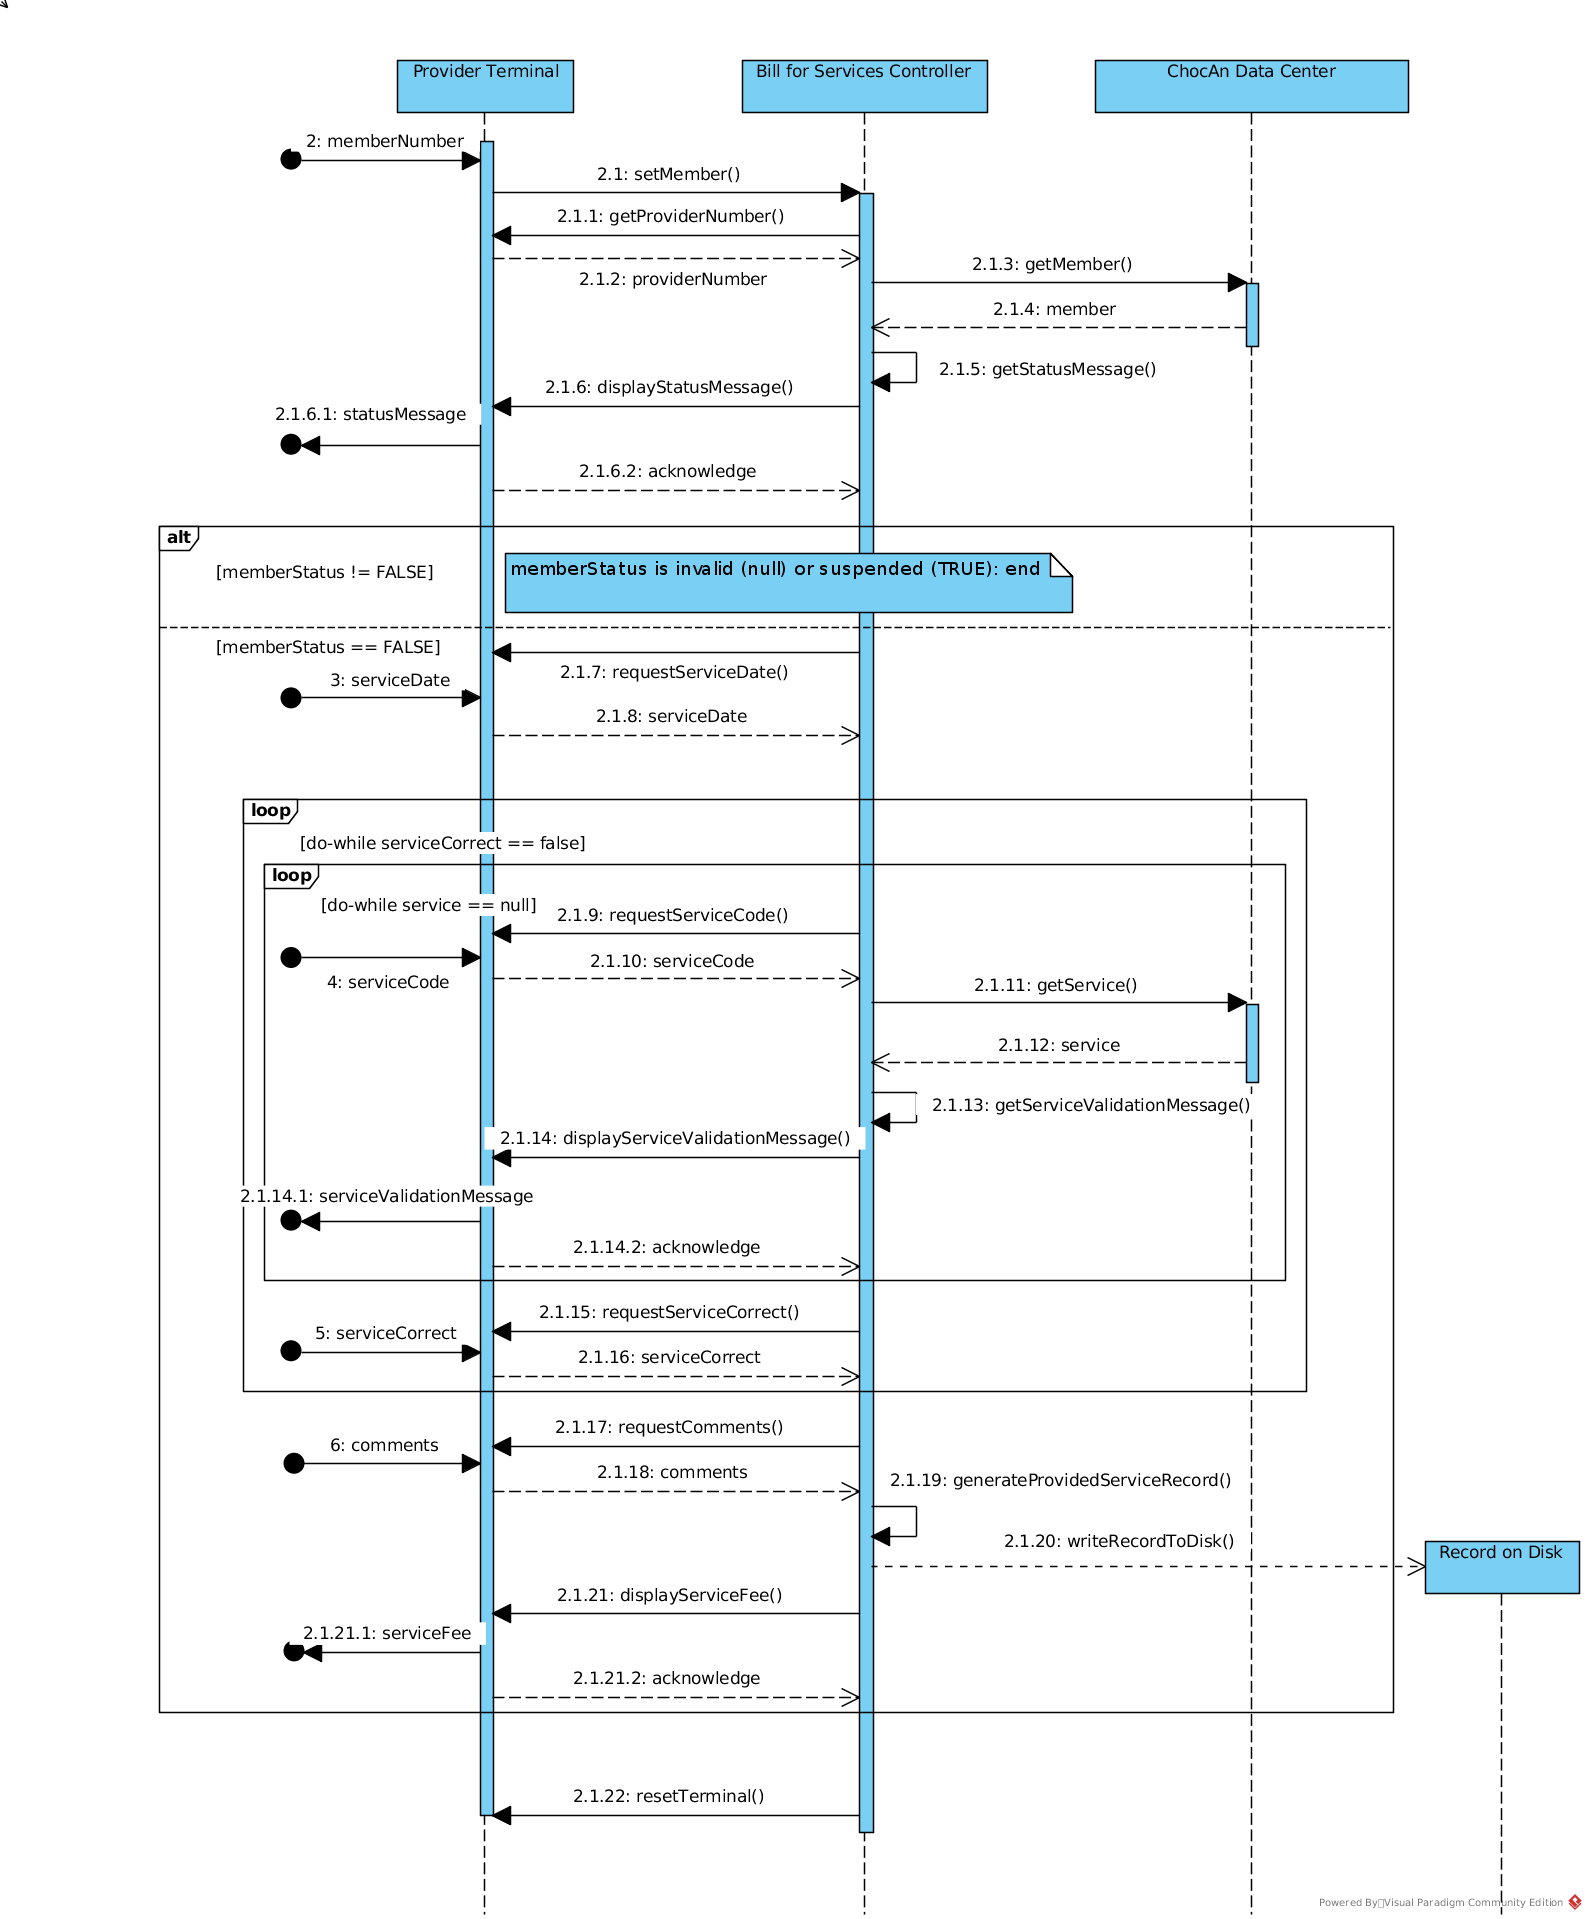 Provider Terminal
Bill for Services Controller
ChocAn Data Center
2: memberNumber
2.1: setMember()
2.1.1: getProviderNumber()
2.1.2: providerNumber
2.1.3: getMember()
2.1.4: member
2.1.5: getStatusMessage()
2.1.6: displayStatusMessage()
2.1.6.1: statusMessage
2.1.6.2: acknowledge
alt
[memberStatus != FALSE]
memberStatus is invalid (null) or suspended (TRUE): end
[memberStatus == FALSE]
2.1.7: requestServiceDate()
3: serviceDate
2.1.8: serviceDate
loop
[do-while serviceCorrect == false]
loop
[do-while service == null]
2.1.9: requestServiceCode()
2.1.10: serviceCode
4: serviceCode
2.1.11: getService()
2.1.12: service
2.1.13: getServiceValidationMessage()
2.1.14: displayServiceValidationMessage()
2.1.14.1: serviceValidationMessage
2.1.14.2: acknowledge
2.1.15: requestServiceCorrect()
5: serviceCorrect
2.1.16: serviceCorrect
2.1.17: requestComments()
6: comments
2.1.18: comments
2.1.19: generateProvidedServiceRecord()
2.1.20: writeRecordToDisk()
Record on Disk
2.1.21: displayServiceFee()
2.1.21.1: serviceFee
2.1.21.2: acknowledge
2.1.22: resetTerminal()
Powered By Visual Paradigm Community Edition